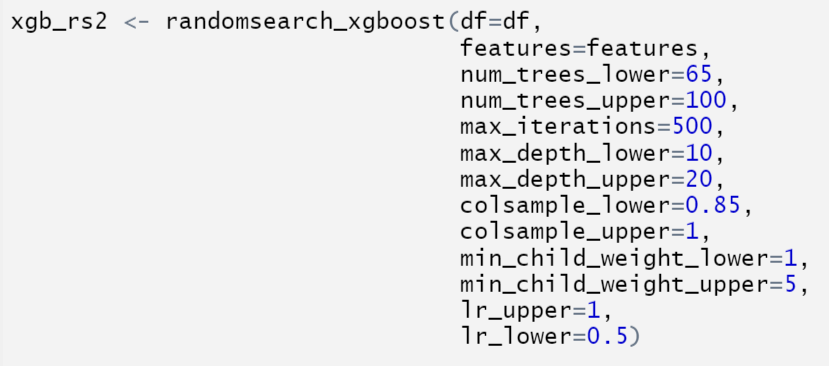 xgb_rs2 <- randomsearch_xgboost(df=df,
features=features,
num_trees_lower=65,
num_trees_upper=100,
max_iterations=500,
max_depth_lower=10,
max_depth_upper=20,
colsample_lower=0.85,
colsample_upper=1,
min_child_weight_lower=1,
min_child_weight_upper=5,
lr_upper=1,
lr_lower=0.5)